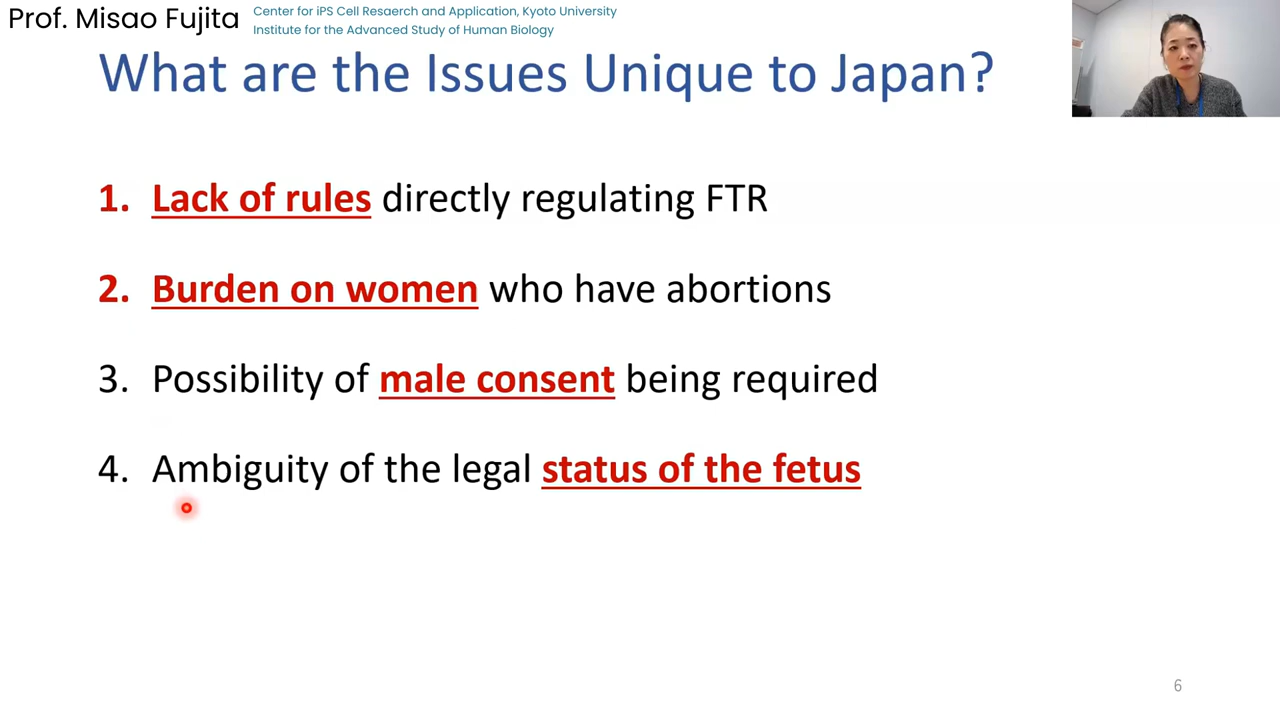 Prof. Misao Fujita
Center for iPS Cell Resaerch and Application, Kyoto University
Institute for the Advanced Study of Human Biology
What are the Issues Unique to Japan?
1. Lack of rules directly regulating FTR
2. Burden on women who have abortions
3. Possibility of male consent being required
4. Ambiguity of the legal status of the fetus
6